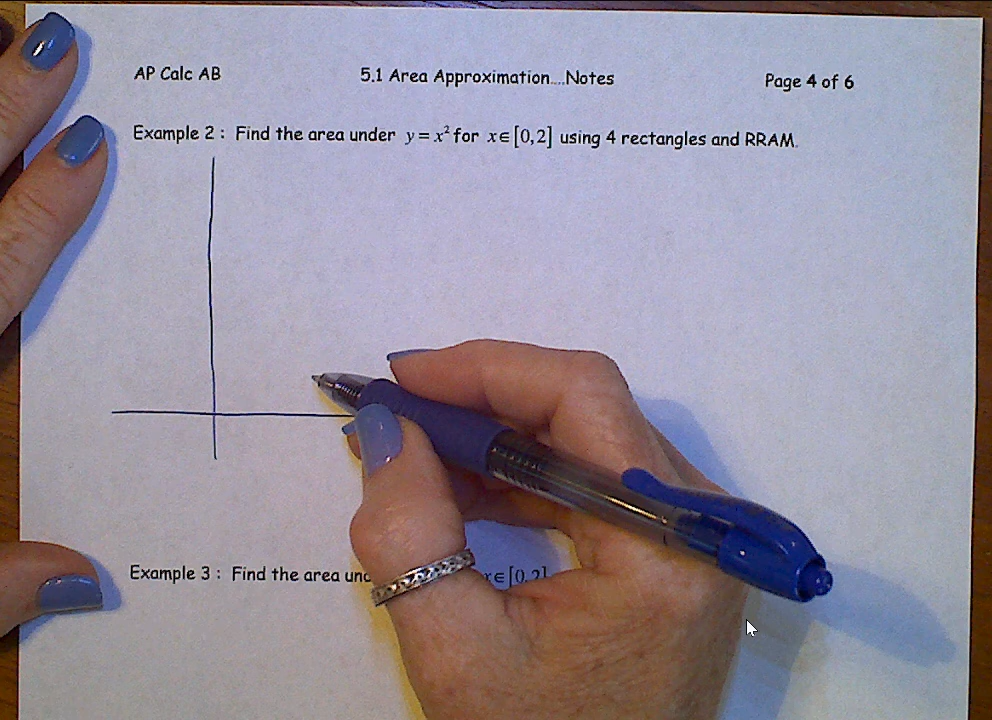 AP Calc AB 5.1 Area Approximation....Notes Page 4 of 6
Example 2 : Find the area under y = x² for x ∈ [0,2] using 4 rectangles and RRAM.
Example 3 : Find the area x ∈ [0,2]